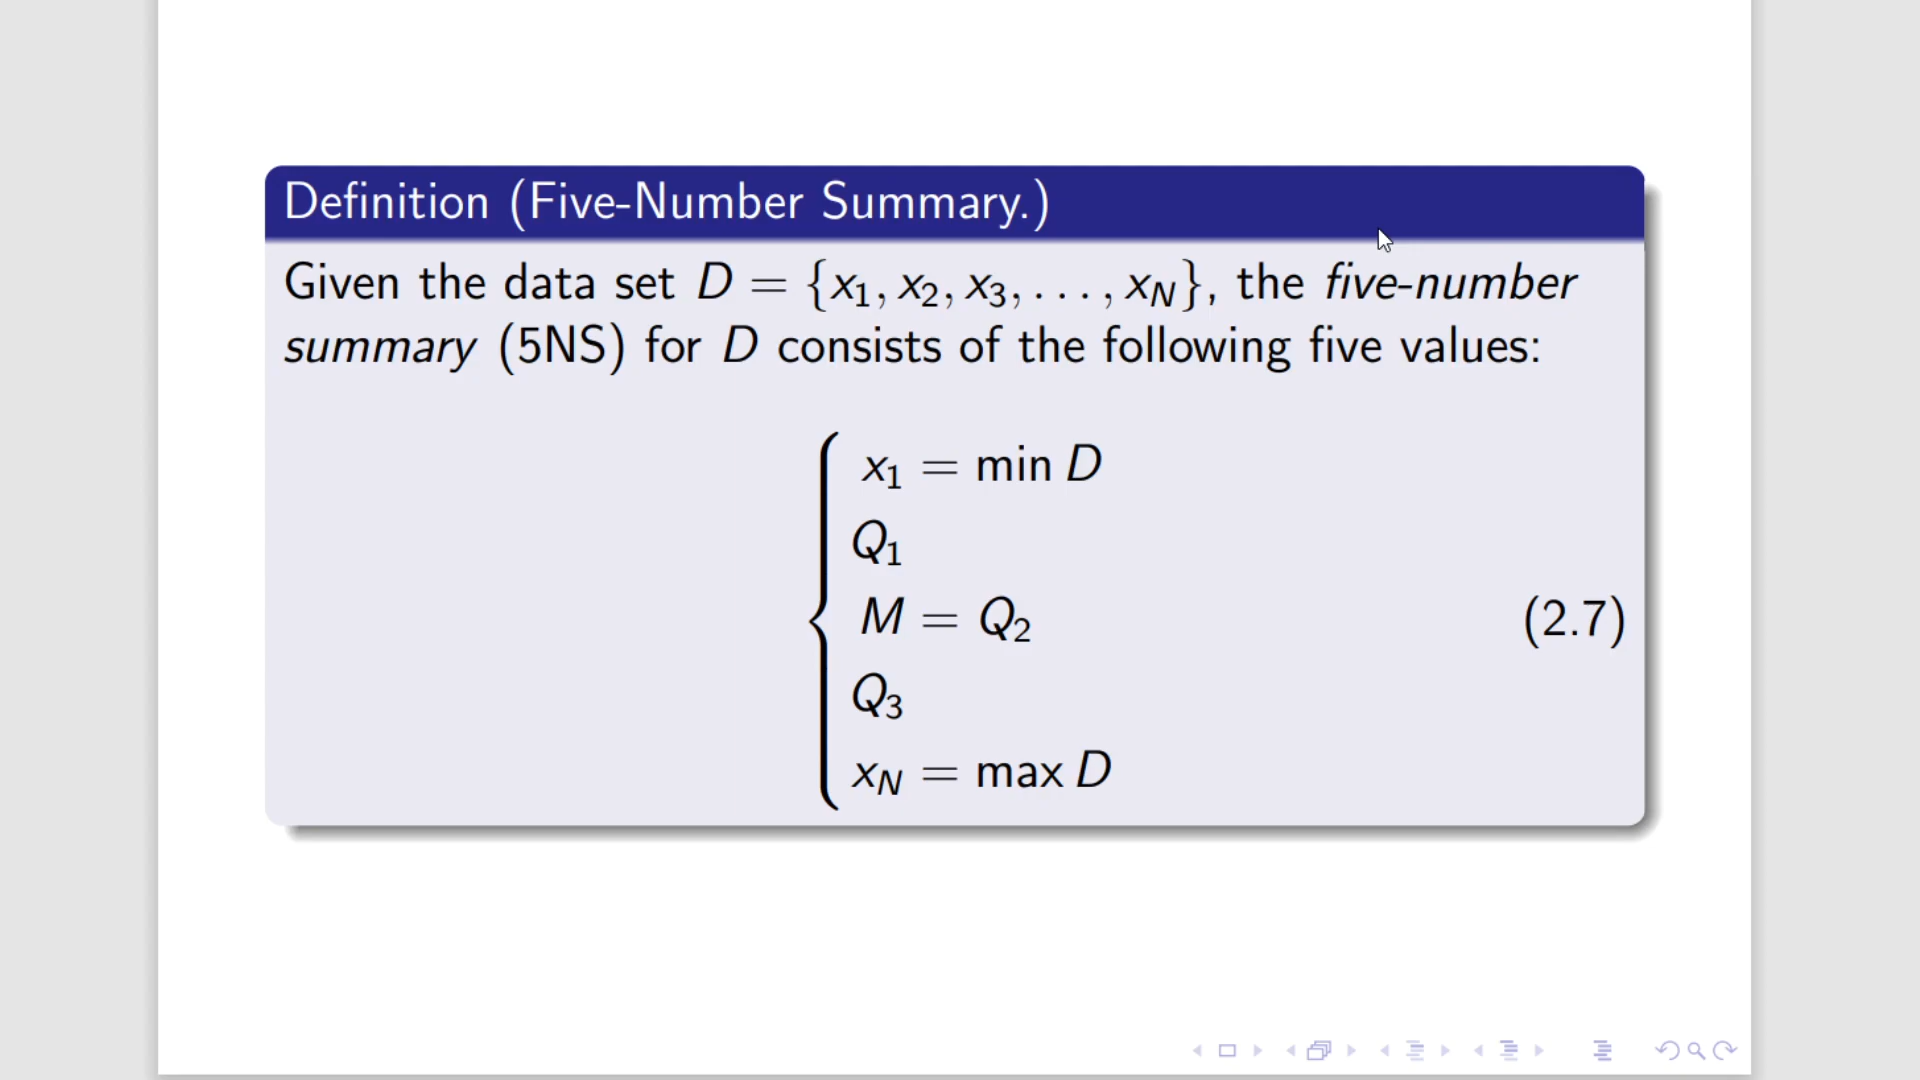 Definition (Five-Number Summary.)
Given the data set D = {x₁, x₂, x₃, . . . , x_N}, the five-number
summary (5NS) for D consists of the following five values:
x₁ = min D
Q₁
M = Q₂
(2.7)
Q₃
x_N = max D